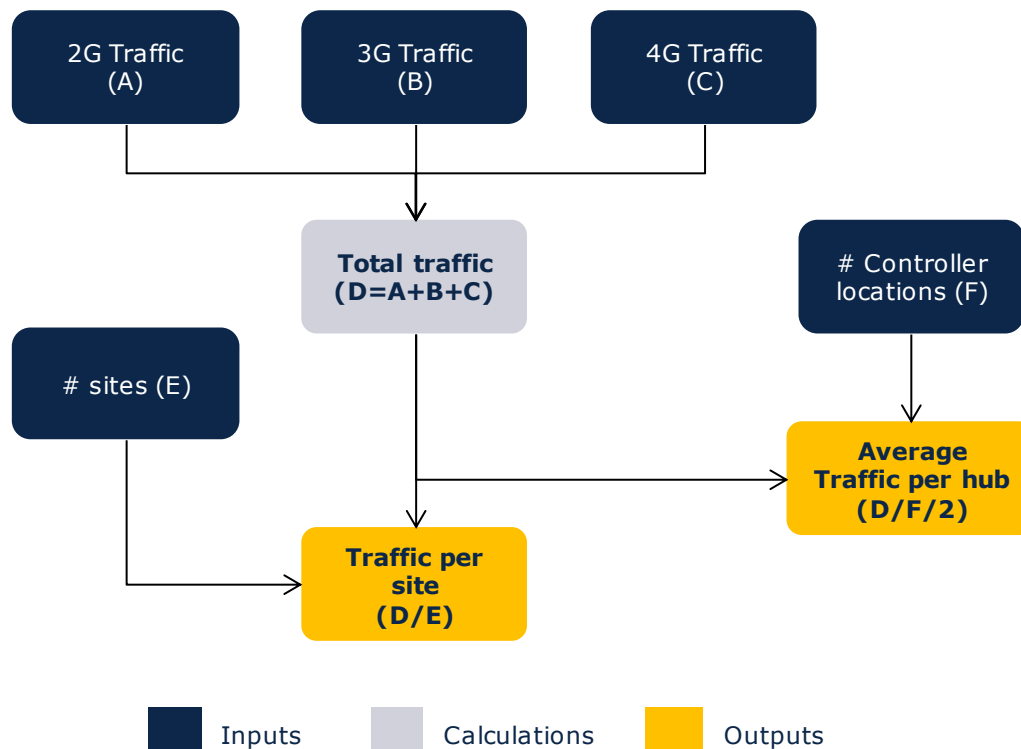 2G Traffic
(A)
3G Traffic
(B)
4G Traffic
(C)
Total traffic
(D=A+B+C)
# Controller
locations (F)
# sites (E)
Average
Traffic per hub
(D/F/2)
Traffic per
site
(D/E)
Inputs
Calculations
Outputs